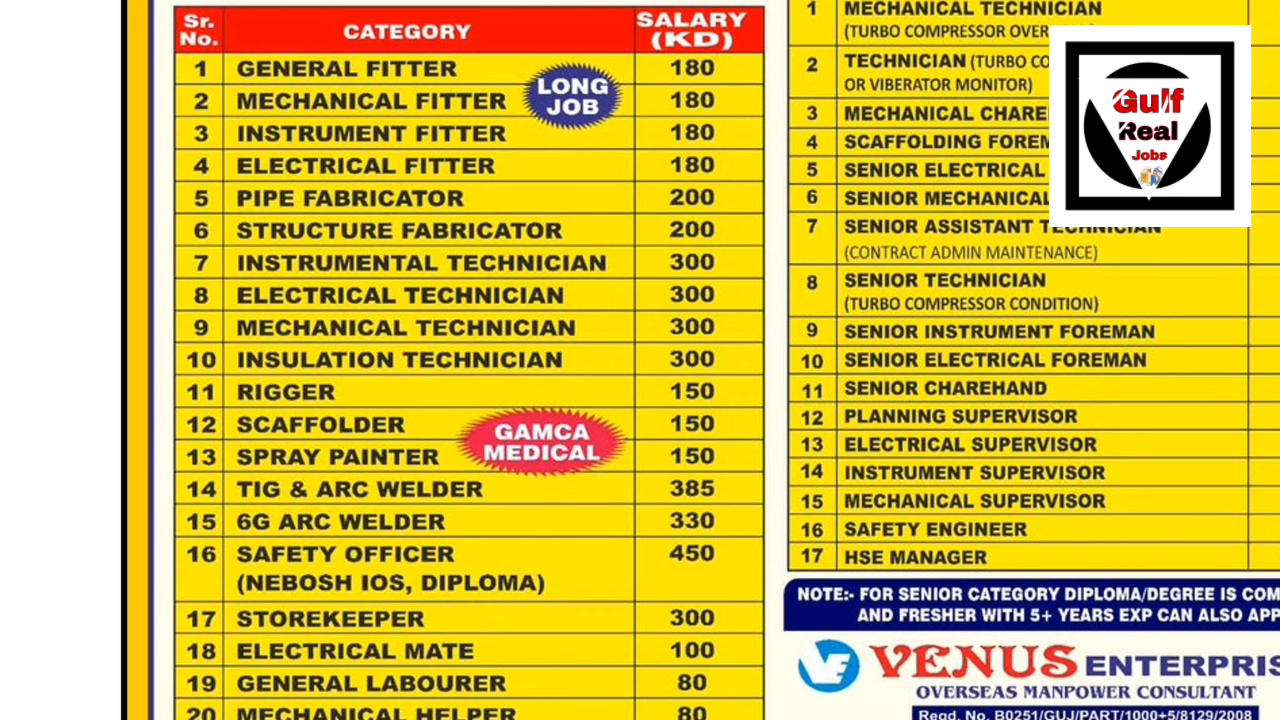 Sr. No. CATEGORY SALARY (KD)
1 GENERAL FITTER 180
2 MECHANICAL FITTER 180
3 INSTRUMENT FITTER 180
4 ELECTRICAL FITTER 180
5 PIPE FABRICATOR 200
6 STRUCTURE FABRICATOR 200
7 INSTRUMENTAL TECHNICIAN 300
8 ELECTRICAL TECHNICIAN 300
9 MECHANICAL TECHNICIAN 300
10 INSULATION TECHNICIAN 300
11 RIGGER 150
12 SCAFFOLDER 150
13 SPRAY PAINTER 150
14 TIG & ARC WELDER 385
15 6G ARC WELDER 330
16 SAFETY OFFICER 450
(NEBOSH IOS, DIPLOMA)
17 STOREKEEPER 300
18 ELECTRICAL MATE 100
19 GENERAL LABOURER 80
20 MECHANICAL HELPER 80
LONG
JOB
GAMCA
MEDICAL
1 MECHANICAL TECHNICIAN
(TURBO COMPRESSOR OVER
2 TECHNICIAN (TURBO CO
OR VIBERATOR MONITOR)
3 MECHANICAL CHARE
4 SCAFFOLDING FOREM
5 SENIOR ELECTRICAL
6 SENIOR MECHANICAL
7 SENIOR ASSISTANT TECHNICIAN
(CONTRACT ADMIN MAINTENANCE)
8 SENIOR TECHNICIAN
(TURBO COMPRESSOR CONDITION)
9 SENIOR INSTRUMENT FOREMAN
10 SENIOR ELECTRICAL FOREMAN
11 SENIOR CHAREHAND
12 PLANNING SUPERVISOR
13 ELECTRICAL SUPERVISOR
14 INSTRUMENT SUPERVISOR
15 MECHANICAL SUPERVISOR
16 SAFETY ENGINEER
17 HSE MANAGER
Gulf
Real
Jobs
NOTE:- FOR SENIOR CATEGORY DIPLOMA/DEGREE IS COM
AND FRESHER WITH 5+ YEARS EXP CAN ALSO APP
VENUS ENTERPRIS
OVERSEAS MANPOWER CONSULTANT
Regd. No. B0251/GUJ/PART/1000+5/8129/2008